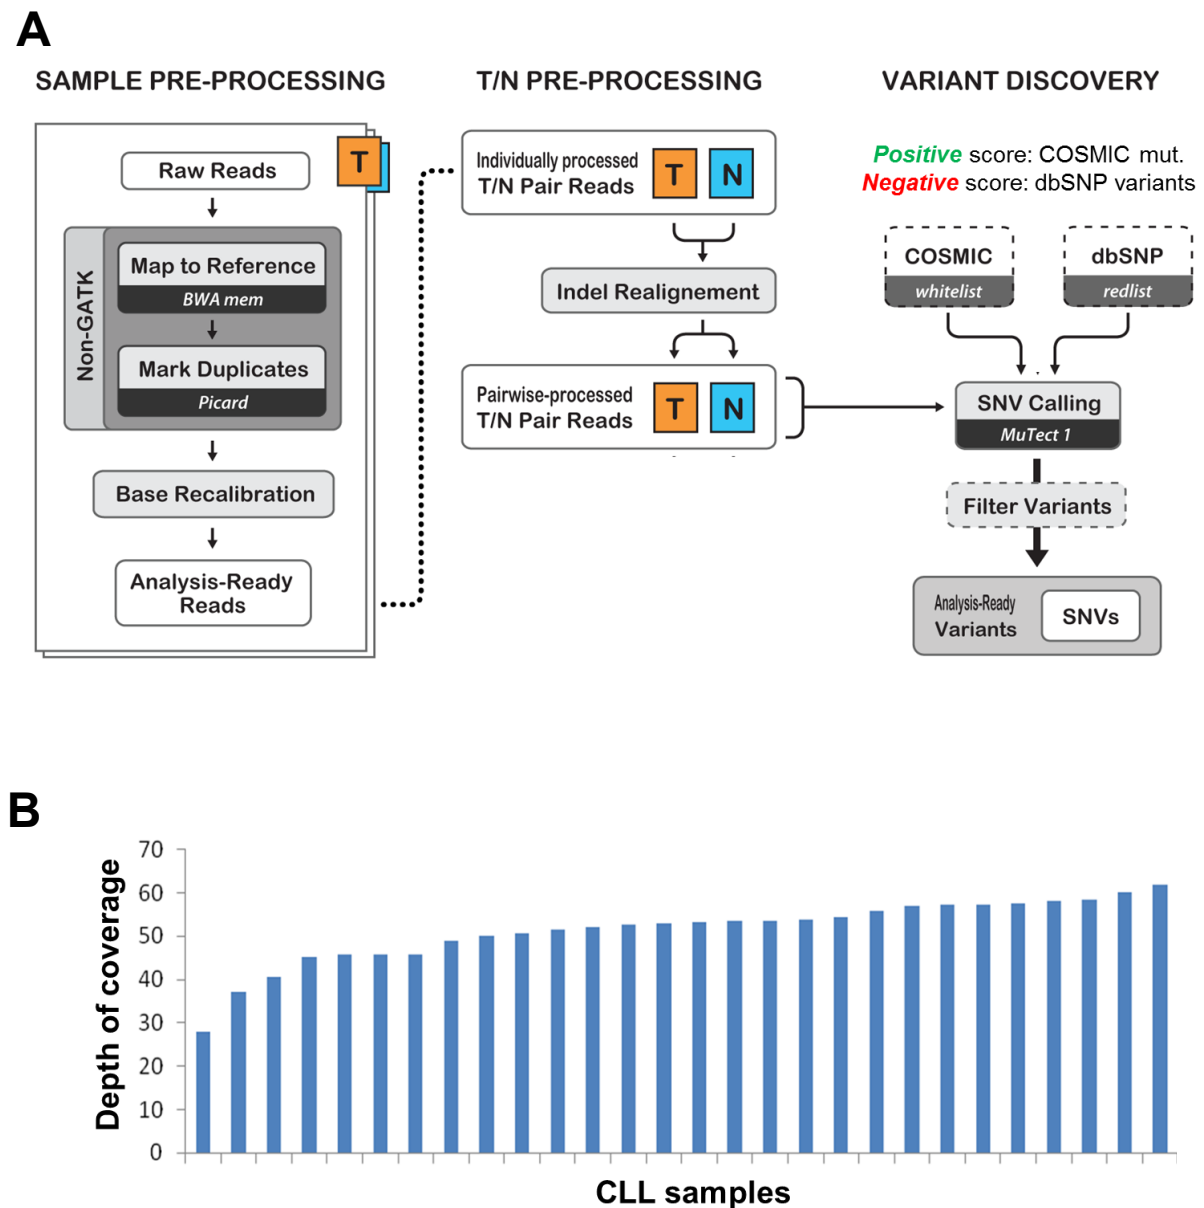 A
SAMPLE PRE-PROCESSING
T/N PRE-PROCESSING
VARIANT DISCOVERY
Raw Reads
T
Non-GATK
Map to Reference
BWA mem
Mark Duplicates
Picard
Base Recalibration
Analysis-Ready
Reads
Individually processed
T/N Pair Reads
T N
Indel Realignement
Pairwise-processed
T/N Pair Reads
T N
Positive score: COSMIC mut.
Negative score: dbSNP variants
COSMIC
whitelist
dbSNP
redlist
SNV Calling
MuTect 1
Filter Variants
Analysis-Ready
Variants
SNVs
B
Depth of coverage
70
60
50
40
30
20
10
0
CLL samples